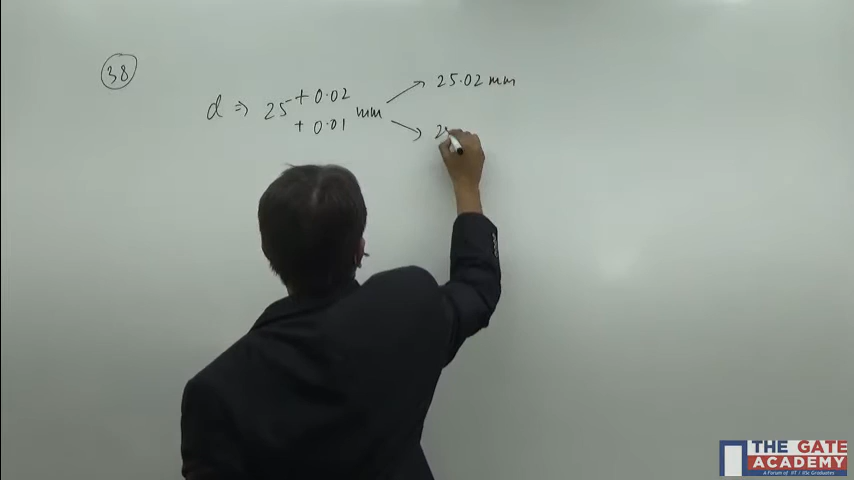 38
25.02 mm
d ⇒ 25 +0.02 mm
+ 0.01
THE GATE
ACADEMY
A Forum of IIT / IISc Graduates